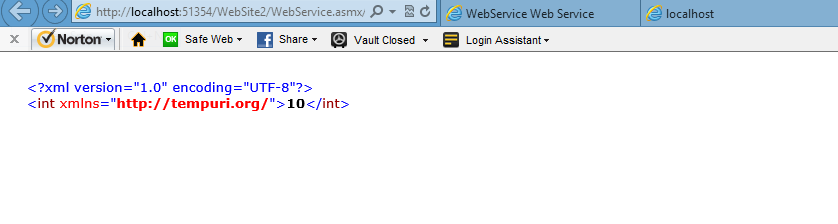 http://localhost:51354/WebSite2/WebService.asmx/
WebService Web Service
localhost
x Norton OK Safe Web f Share Vault Closed Login Assistant
<?xml version="1.0" encoding="UTF-8"?>
<int xmlns="http://tempuri.org/">10</int>